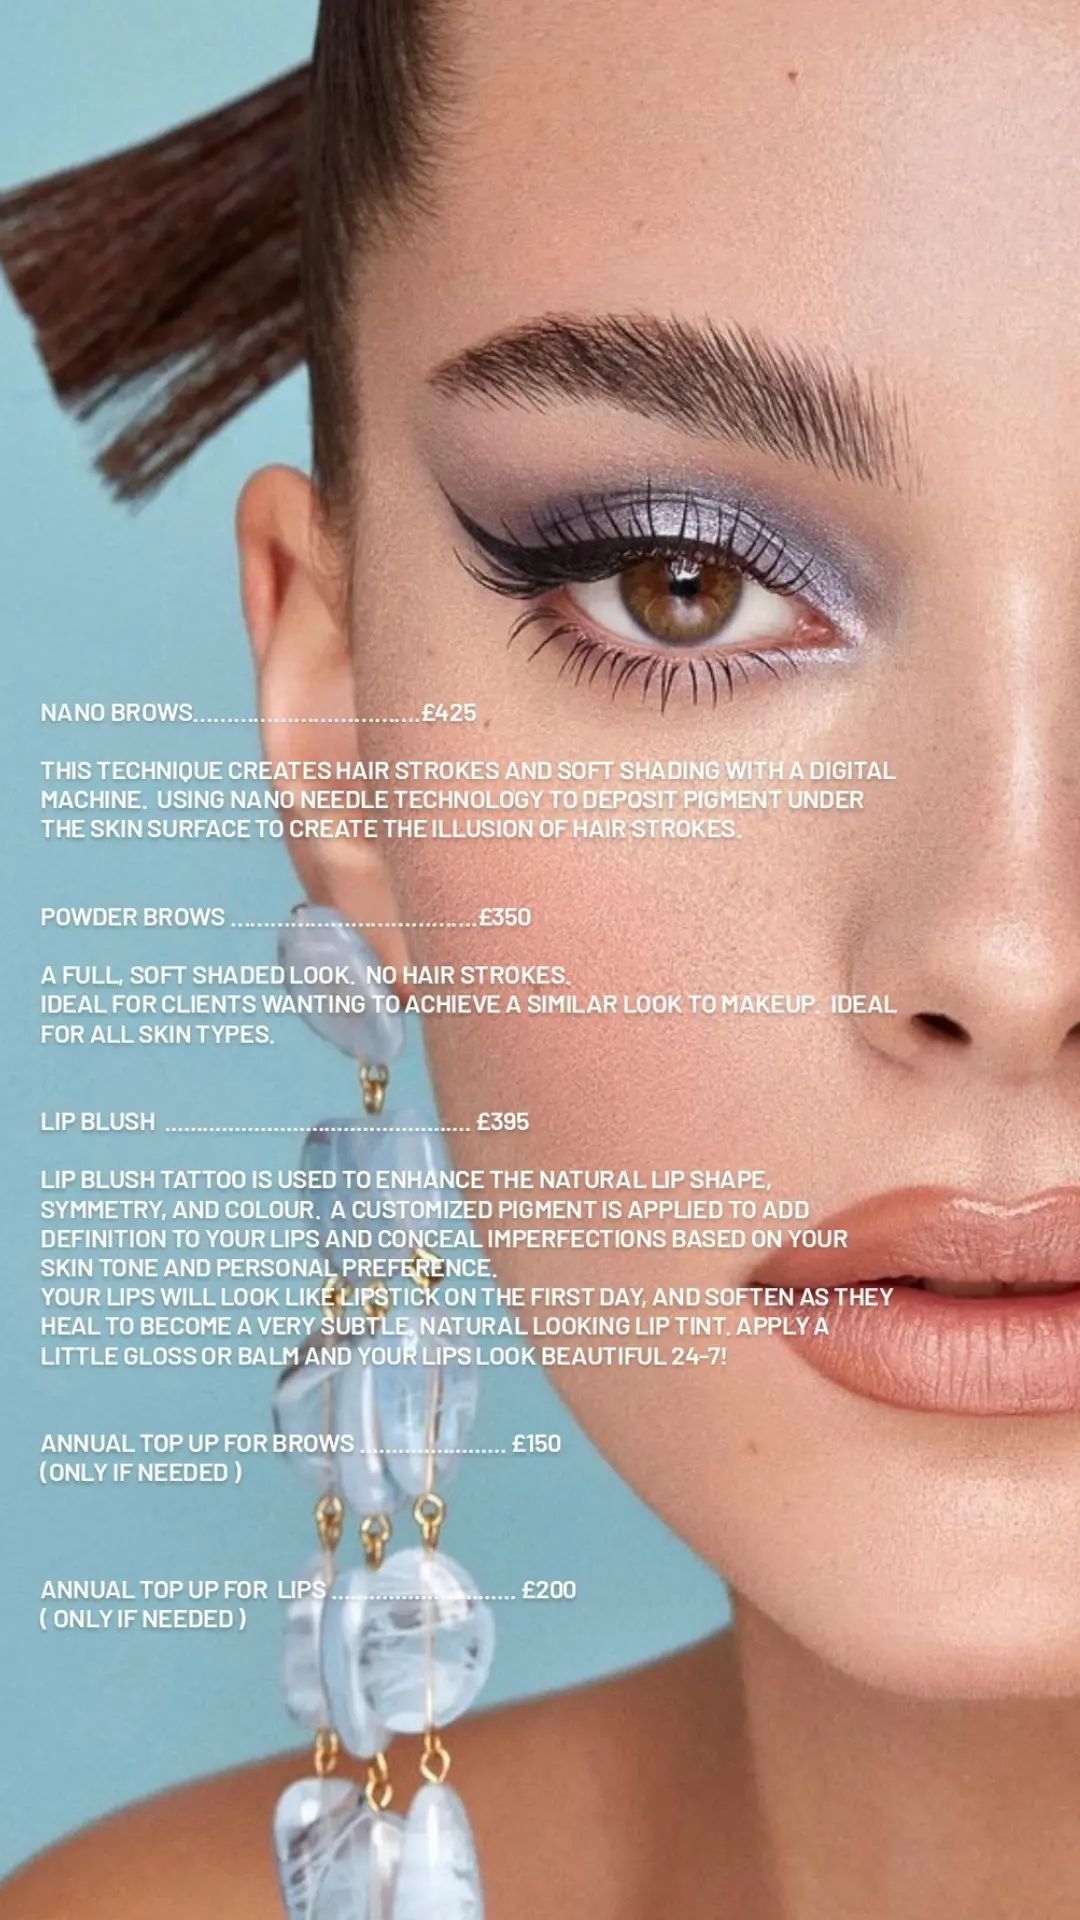 NANO BROWS..................................£425
THIS TECHNIQUE CREATES HAIR STROKES AND SOFT SHADING WITH A DIGITAL
MACHINE. USING NANO NEEDLE TECHNOLOGY TO DEPOSIT PIGMENT UNDER
THE SKIN SURFACE TO CREATE THE ILLUSION OF HAIR STROKES.
POWDER BROWS .....................................£350
A FULL, SOFT SHADED LOOK. NO HAIR STROKES.
IDEAL FOR CLIENTS WANTING TO ACHIEVE A SIMILAR LOOK TO MAKEUP. IDEAL
FOR ALL SKIN TYPES.
LIP BLUSH ............................................... £395
LIP BLUSH TATTOO IS USED TO ENHANCE THE NATURAL LIP SHAPE,
SYMMETRY, AND COLOUR. A CUSTOMIZED PIGMENT IS APPLIED TO ADD
DEFINITION TO YOUR LIPS AND CONCEAL IMPERFECTIONS BASED ON YOUR
SKIN TONE AND PERSONAL PREFERENCE.
YOUR LIPS WILL LOOK LIKE LIPSTICK ON THE FIRST DAY, AND SOFTEN AS THEY
HEAL TO BECOME A VERY SUBTLE, NATURAL LOOKING LIP TINT. APPLY A
LITTLE GLOSS OR BALM AND YOUR LIPS LOOK BEAUTIFUL 24-7!
ANNUAL TOP UP FOR BROWS ....................... £150
(ONLY IF NEEDED )
ANNUAL TOP UP FOR LIPS ............................. £200
( ONLY IF NEEDED )